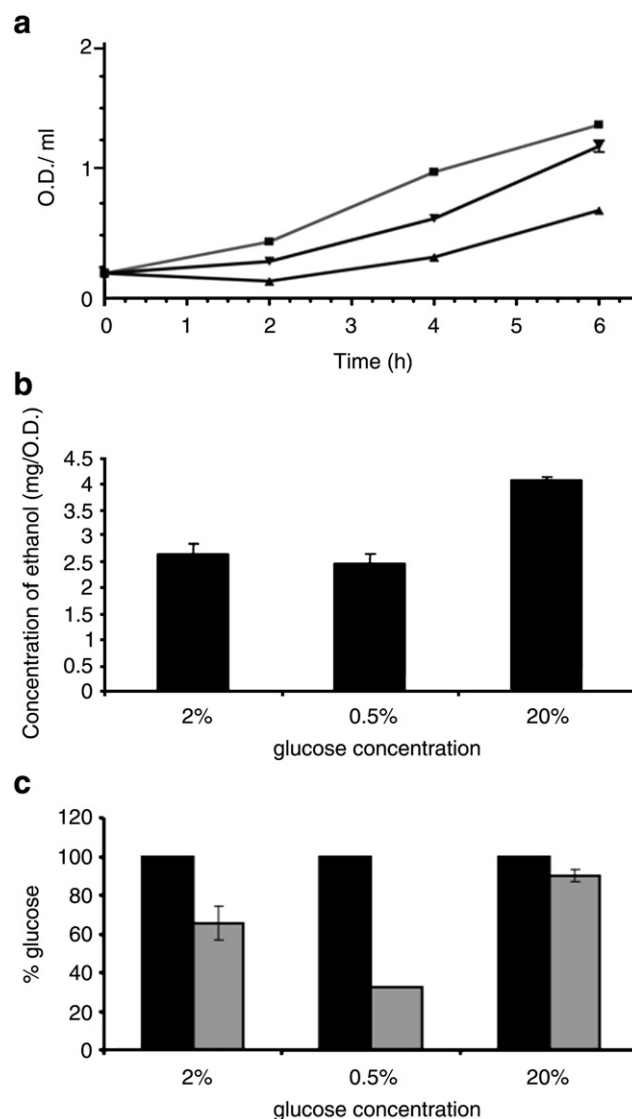 a
2
1
0
O.D./ ml
0 1 2 3 4 5 6
Time (h)
b
4.5
4
3.5
3
2.5
2
1.5
1
0.5
0
Concentration of ethanol (mg/O.D.)
2% 0.5% 20%
glucose concentration
c
120
100
80
60
40
20
0
% glucose
2% 0.5% 20%
glucose concentration